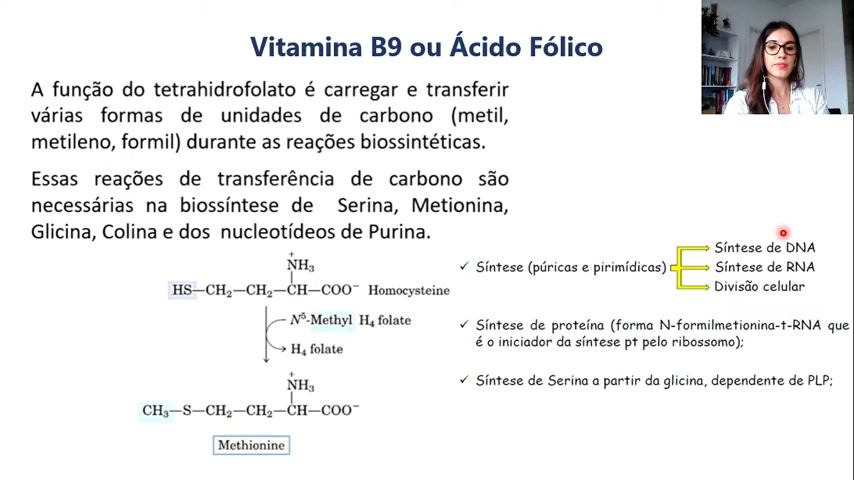 Vitamina B9 ou Ácido Fólico
A função do tetrahidrofolato é carregar e transferir
várias formas de unidades de carbono (metil,
metileno, formil) durante as reações biossintéticas.
Essas reações de transferência de carbono são
necessárias na biossíntese de Serina, Metionina,
Glicina, Colina e dos nucleotídeos de Purina.
+
NH3
HS—CH2—CH2—CH—COO− Homocysteine
N5-Methyl H4 folate
H4 folate
+
NH3
CH3—S—CH2—CH2—CH—COO−
Methionine
✓ Síntese (púricas e pirimídicas)
Síntese de DNA
Síntese de RNA
Divisão celular
✓ Síntese de proteína (forma N-formilmetionina-t-RNA que
é o iniciador da síntese pt pelo ribossomo);
✓ Síntese de Serina a partir da glicina, dependente de PLP;